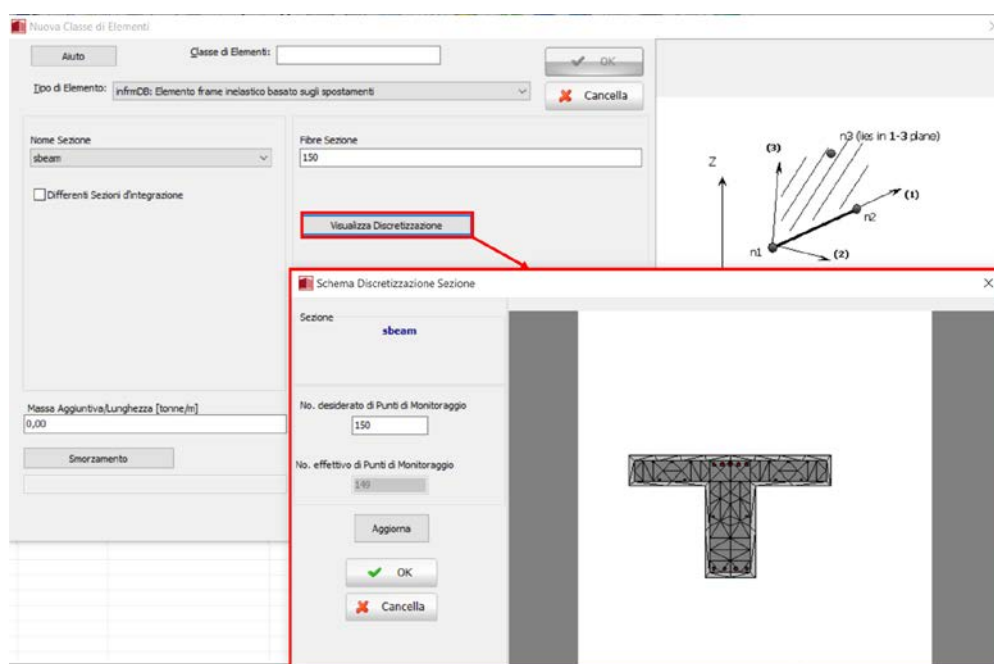 Nuova Classe di Elementi
Aiuto
Classe di Elementi:
OK
Tipo di Elemento:
infrmDB: Elemento frame inelastico basato sugli spostamenti
Cancella
Nome Sezione
sbeam
Fibre Sezione
150
Differenti Sezioni d'integrazione
Visualizza Discretizzazione
n3 (lies in 1-3 plane)
(3)
Z
(1)
n2
n1
(2)
Schema Discretizzazione Sezione
Sezione
sbeam
No. desiderato di Punti di Monitoraggio
150
No. effettivo di Punti di Monitoraggio
149
Aggiorna
OK
Cancella
Massa Aggiuntiva/Lunghezza [tonne/m]
0,00
Smorzamento